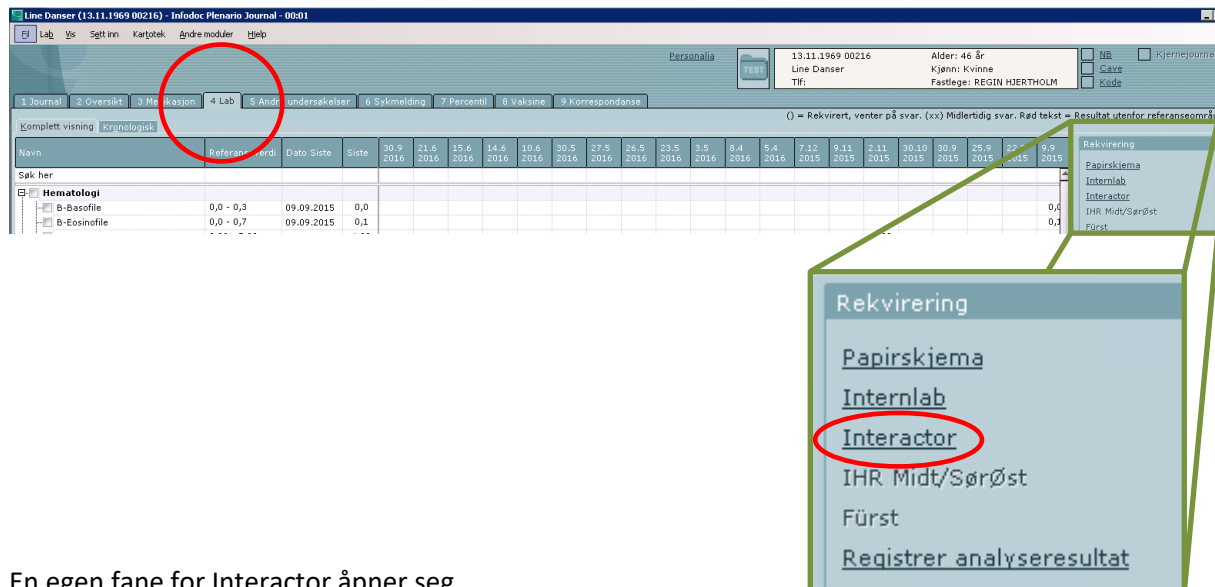 Line Danser (13.11.1969 00216) - Infodoc Plenario Journal - 00:01
Fil Lab Vis Sett inn Kartotek Andre moduler Hjelp
Personalia
TEST
13.11.1969 00216 Alder: 46 år
Line Danser Kjønn: Kvinne
Tlf: Fastlege: REGIN HJERTHOLM
NB Kjernejourna
Cave
Kode
1 Journal 2 Oversikt 3 Medikasjon 4 Lab 5 Andre undersøkelser 6 Sykmelding 7 Percentil 8 Vaksine 9 Korrespondanse
() = Rekvirert, venter på svar. (xx) Midlertidig svar. Rød tekst = Resultat utenfor referanseområ
Komplett visning Kronologisk
Navn Referanseverdi Dato Siste Siste 30.9 2016 21.6 2016 15.6 2016 14.6 2016 10.6 2016 30.5 2016 27.5 2016 26.5 2016 23.5 2016 3.5 2016 8.4 2016 5.4 2016 7.12 2015 9.11 2015 2.11 2015 30.10 2015 30.9 2015 25.9 2015 2015 9.9 2015
Søk her
Hematologi
B-Basofile 0,0 - 0,3 09.09.2015 0,0 0,0
B-Eosinofile 0,0 - 0,7 09.09.2015 0,1 0,1
Rekvirering
Papirskjema
Internlab
Interactor
IHR Midt/SørØst
Fürst
Rekvirering
Papirskjema
Internlab
Interactor
IHR Midt/SørØst
Fürst
Registrer analyseresultat
En egen fane for Interactor åpner seg